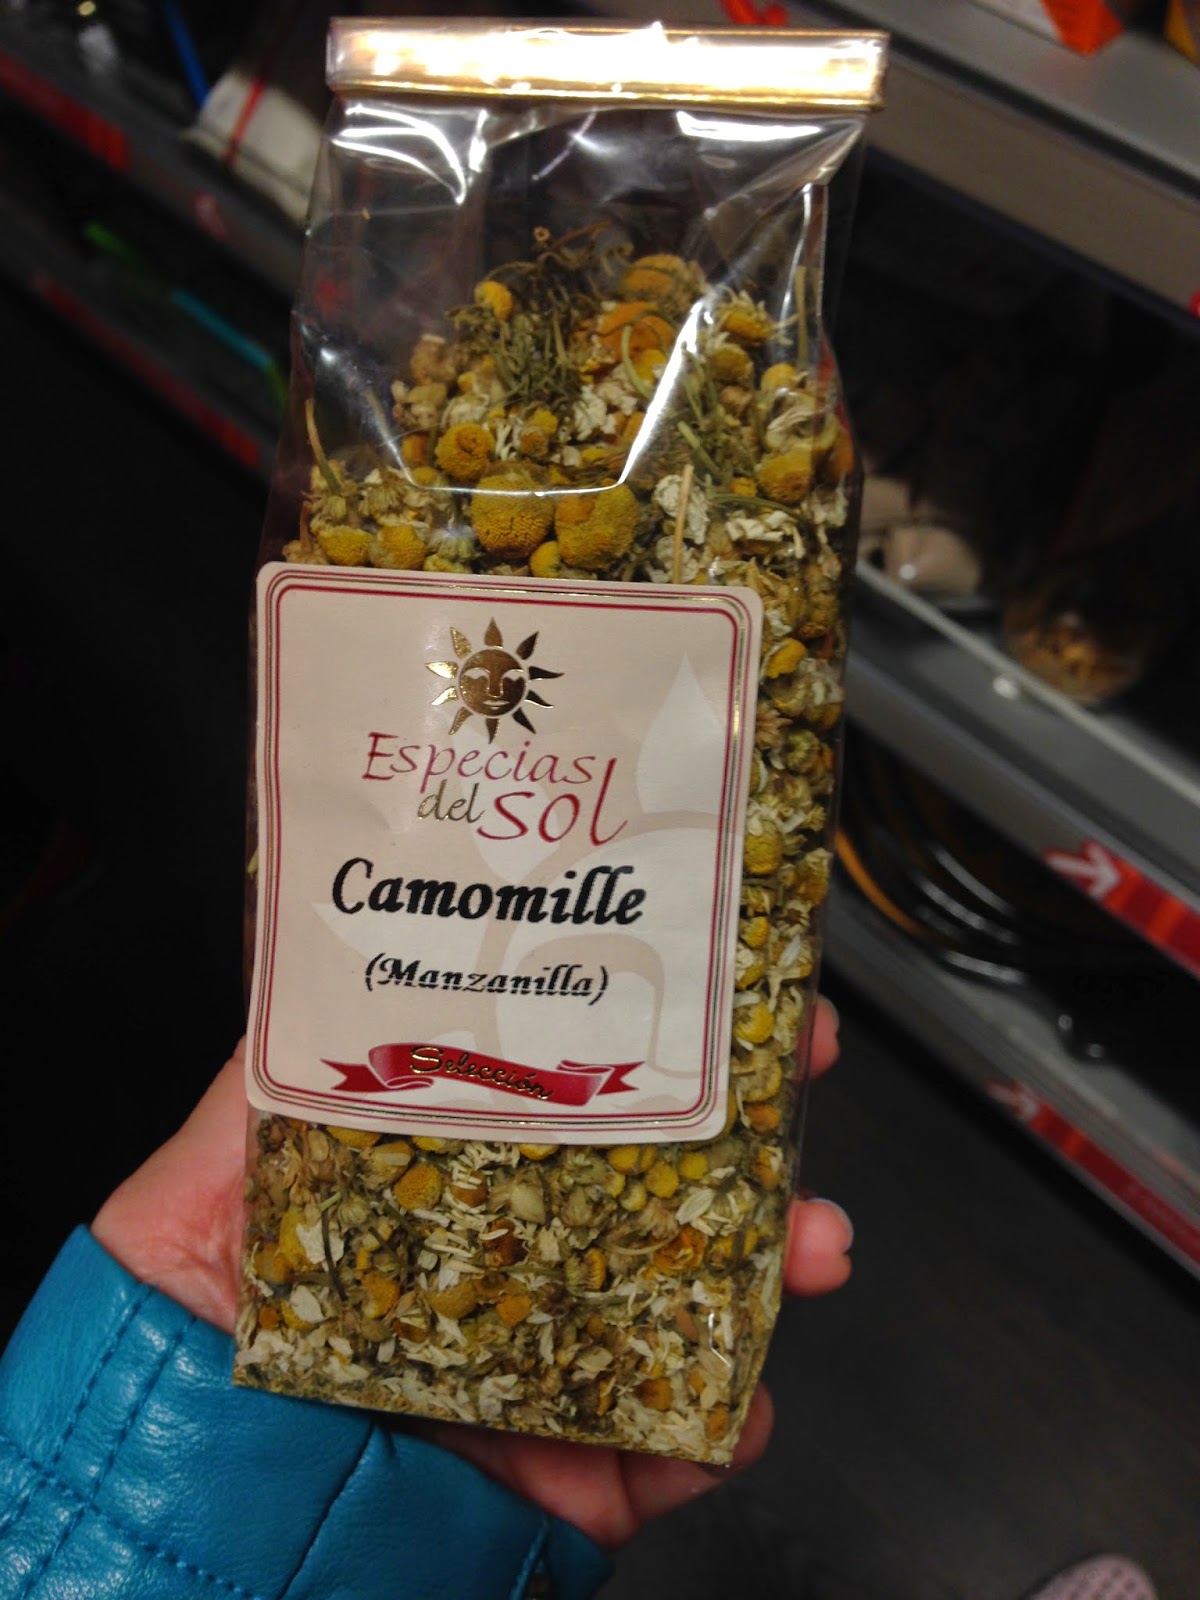 Especias
del sol
Camomille
(Manzanilla)
Selección